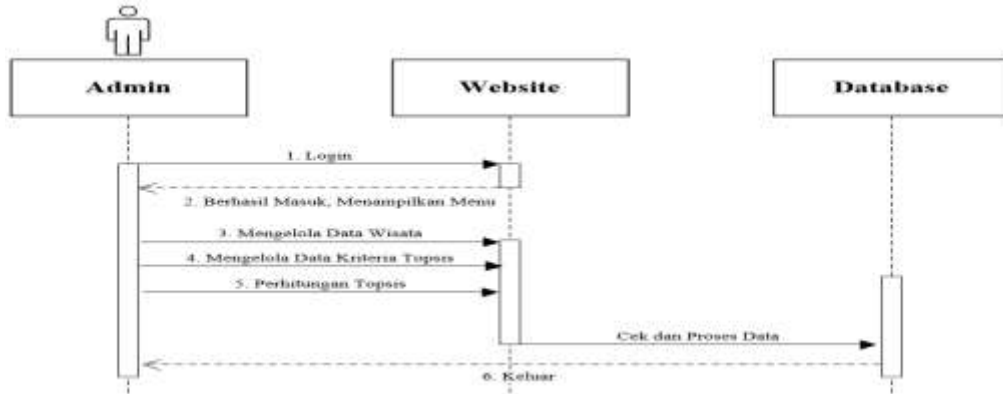 Admin
Website
Database
1. Login
2. Berhasil Masuk, Menampilkan Menu
3. Mengelola Data Wisata
4. Mengelola Data Kriteria Topsis
5. Perhitungan Topsis
Cek dan Proses Data
6. Keluar